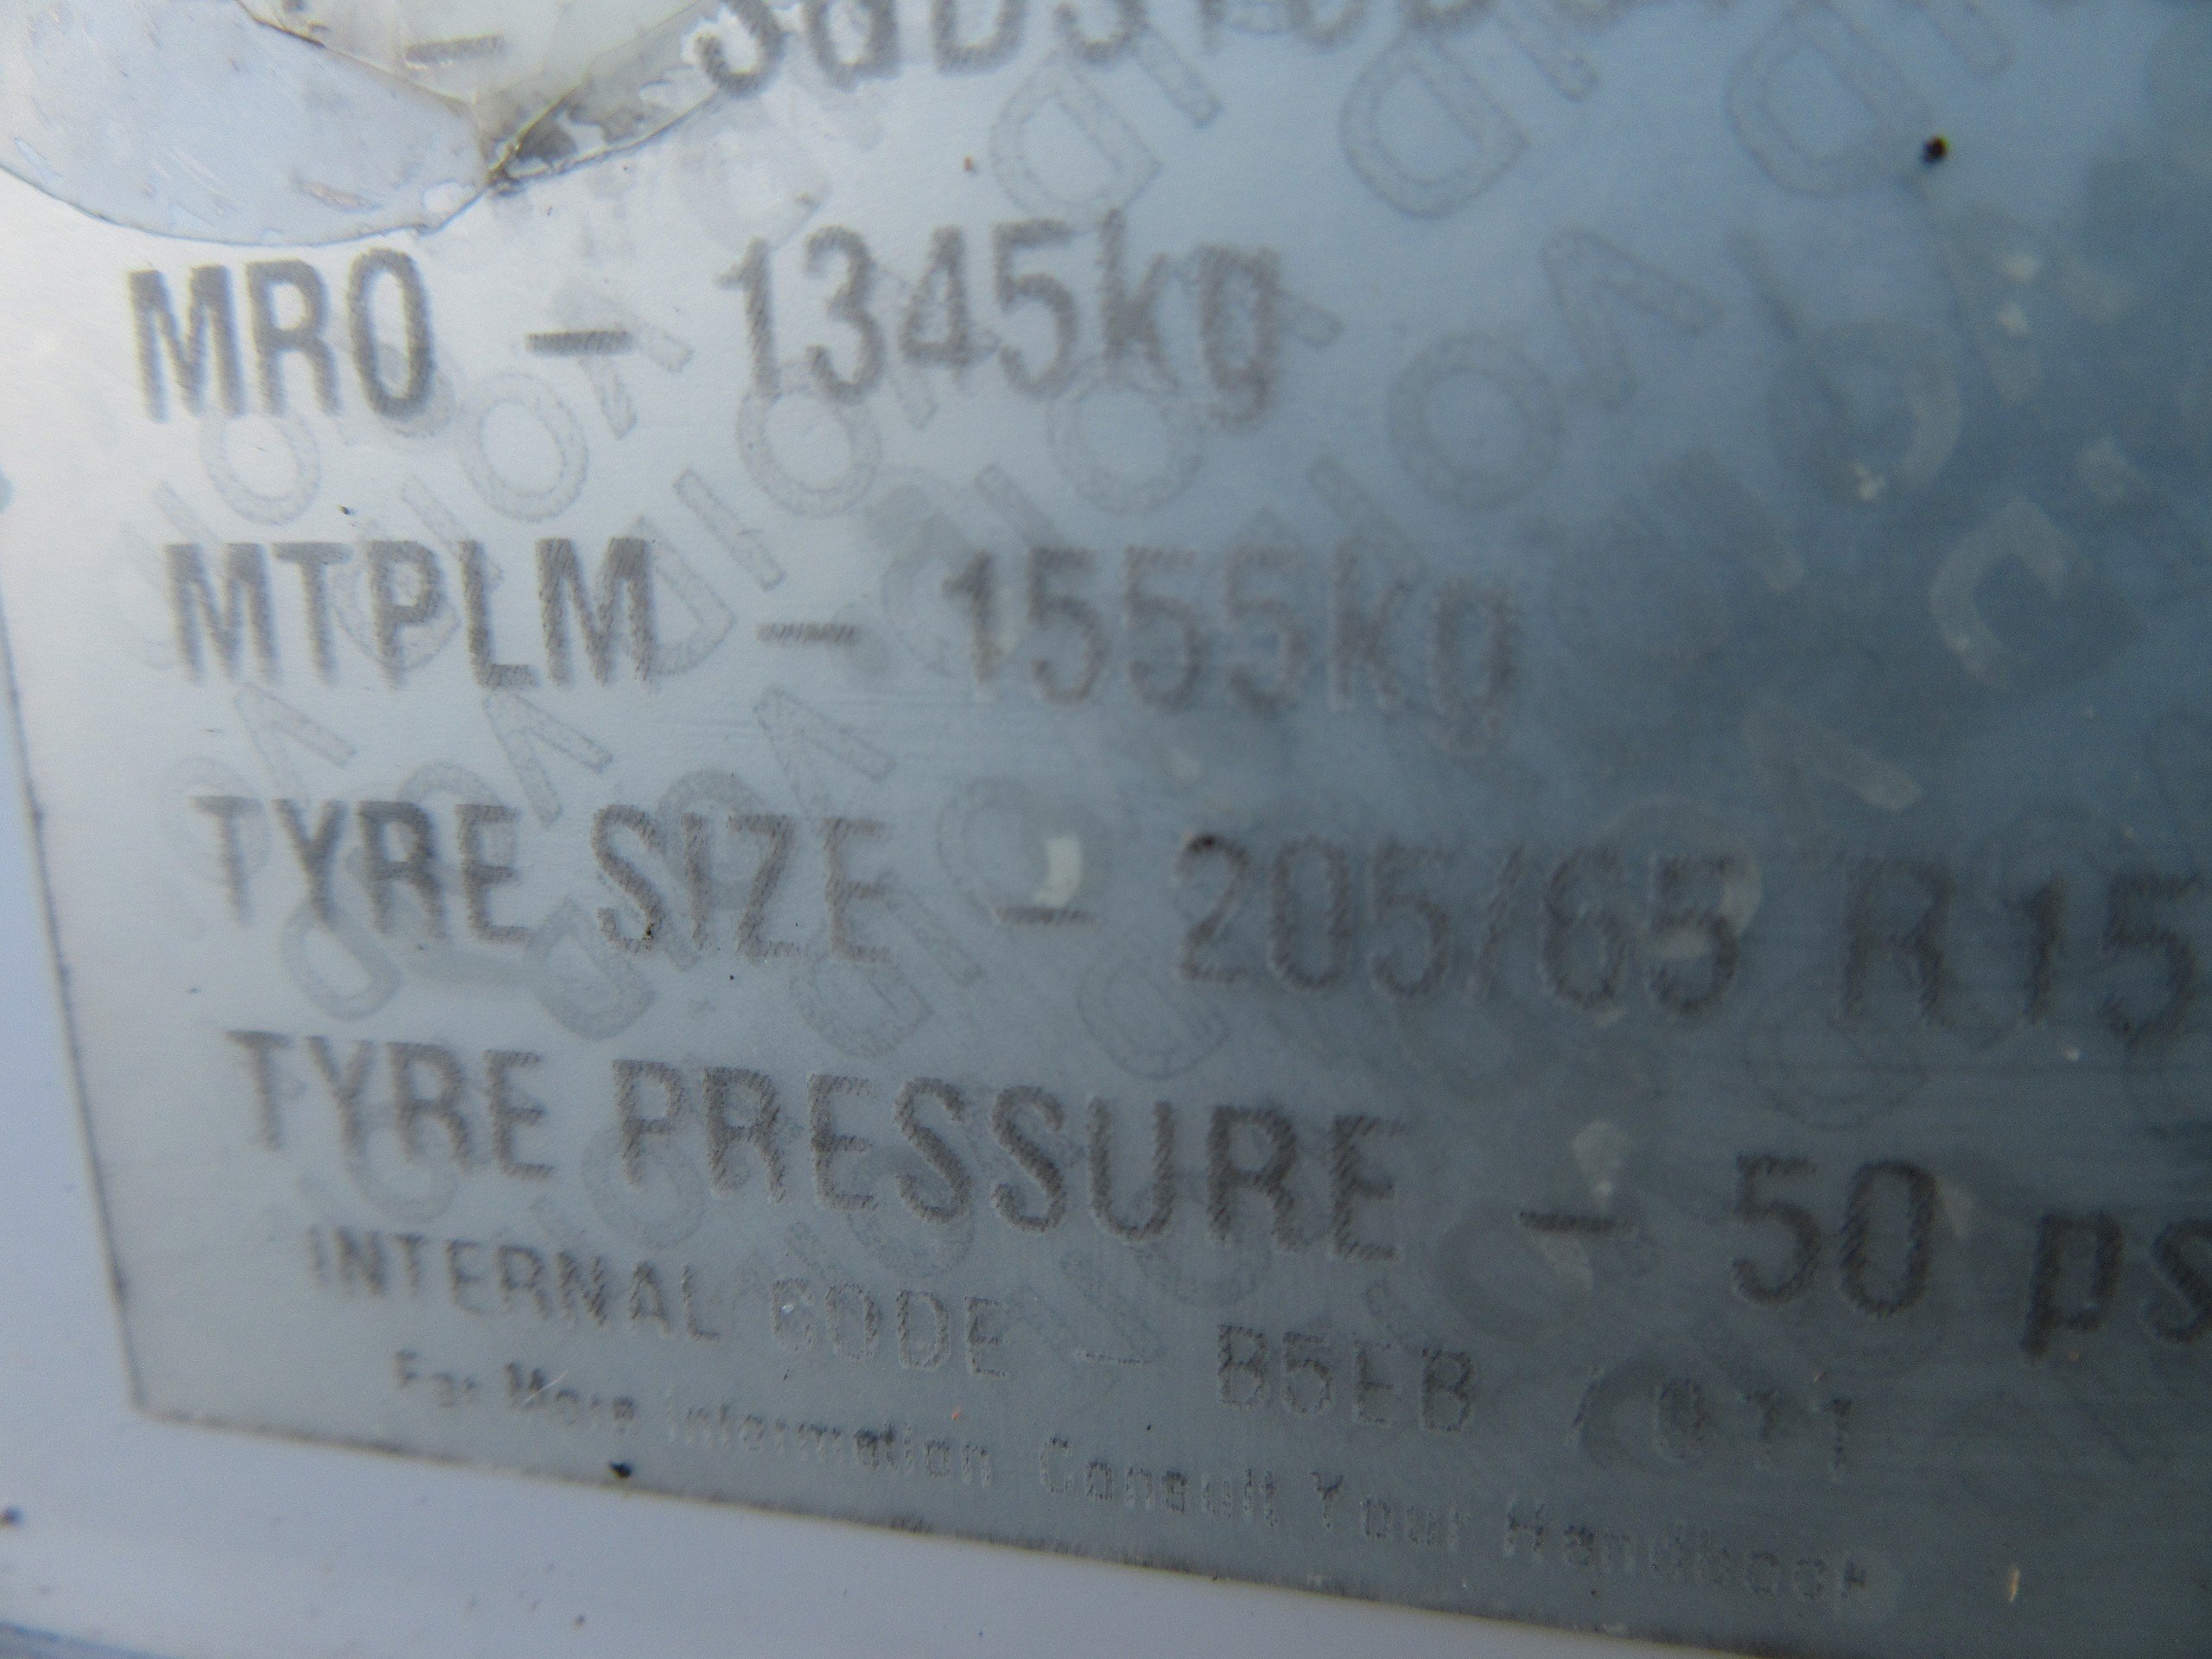 MRO – 1345kg
MTPLM – 1555kg
TYRE SIZE – 205/65 R15
TYRE PRESSURE – 50 ps
INTERNAL CODE – B5EB / 011
For More Information Consult Your Handbook